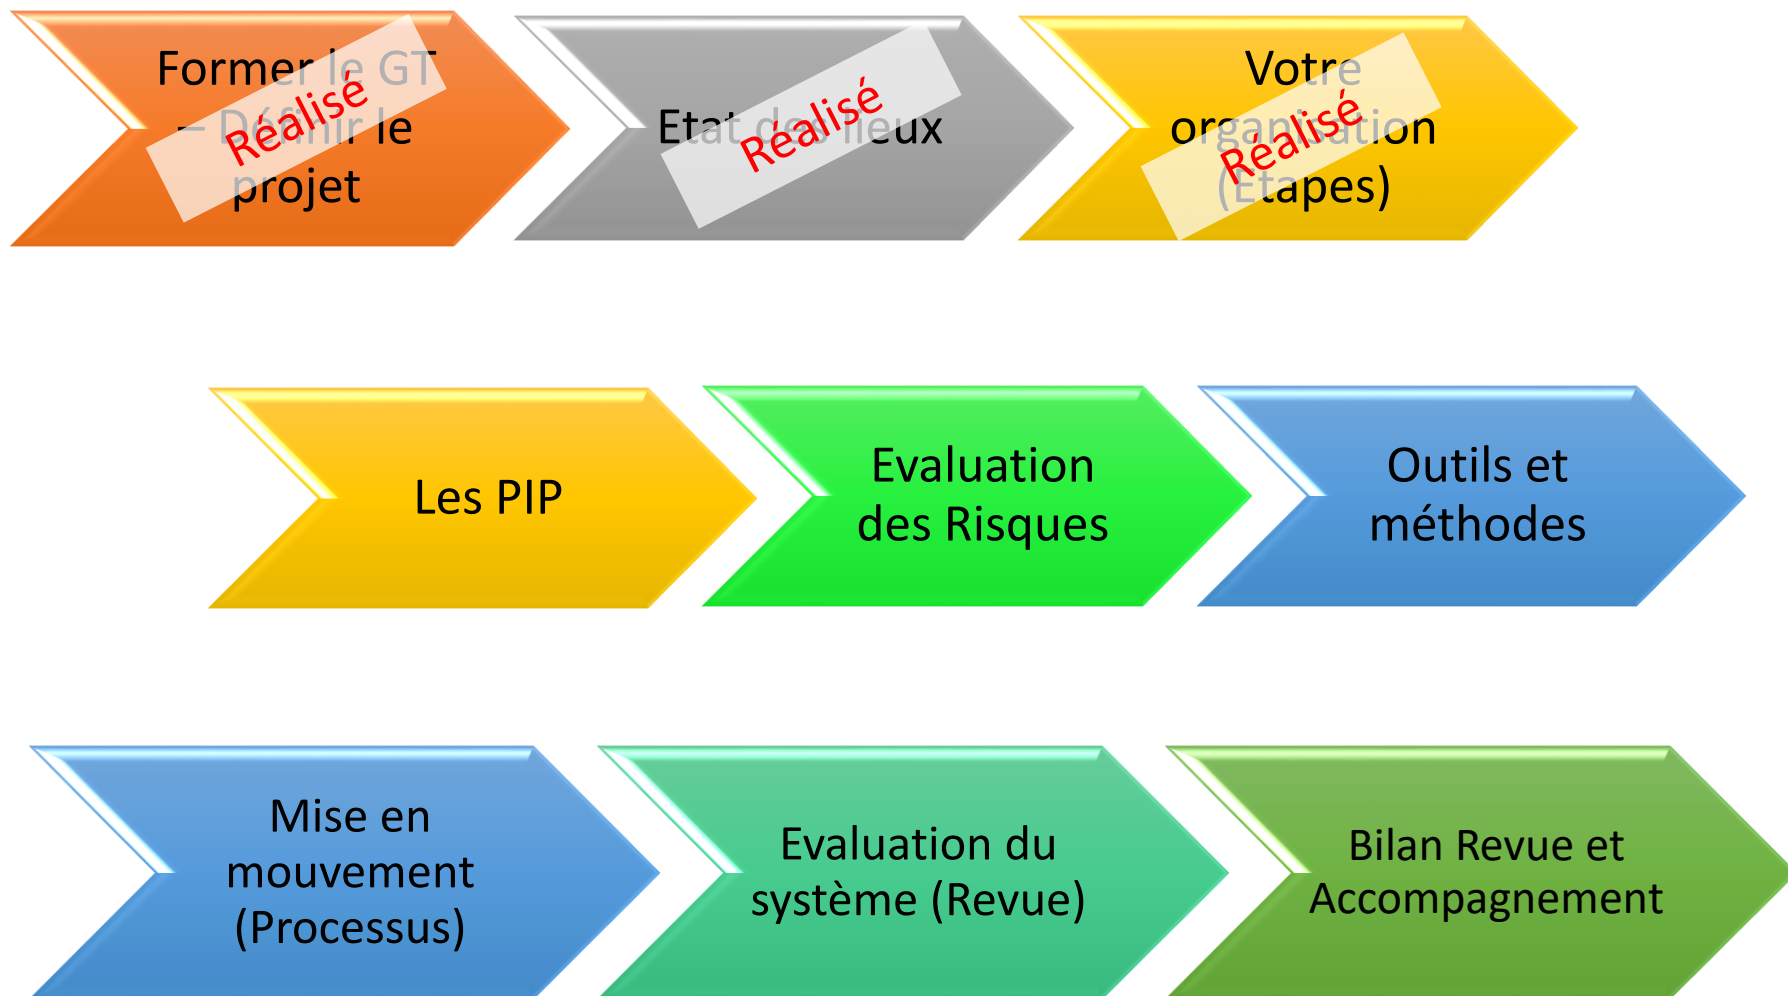 Former le GT
– Définir le
projet
Réalisé
Etat des lieux
Réalisé
Votre
organisation
(Etapes)
Réalisé
Les PIP
Evaluation
des Risques
Outils et
méthodes
Mise en
mouvement
(Processus)
Evaluation du
système (Revue)
Bilan Revue et
Accompagnement